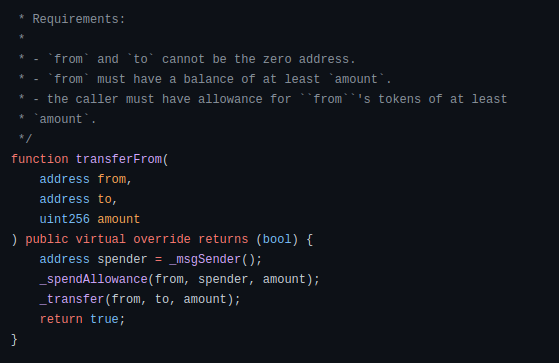 * Requirements:
 *
 * - `from` and `to` cannot be the zero address.
 * - `from` must have a balance of at least `amount`.
 * - the caller must have allowance for ``from``'s tokens of at least
 * `amount`.
 */
function transferFrom(
    address from,
    address to,
    uint256 amount
) public virtual override returns (bool) {
    address spender = _msgSender();
    _spendAllowance(from, spender, amount);
    _transfer(from, to, amount);
    return true;
}